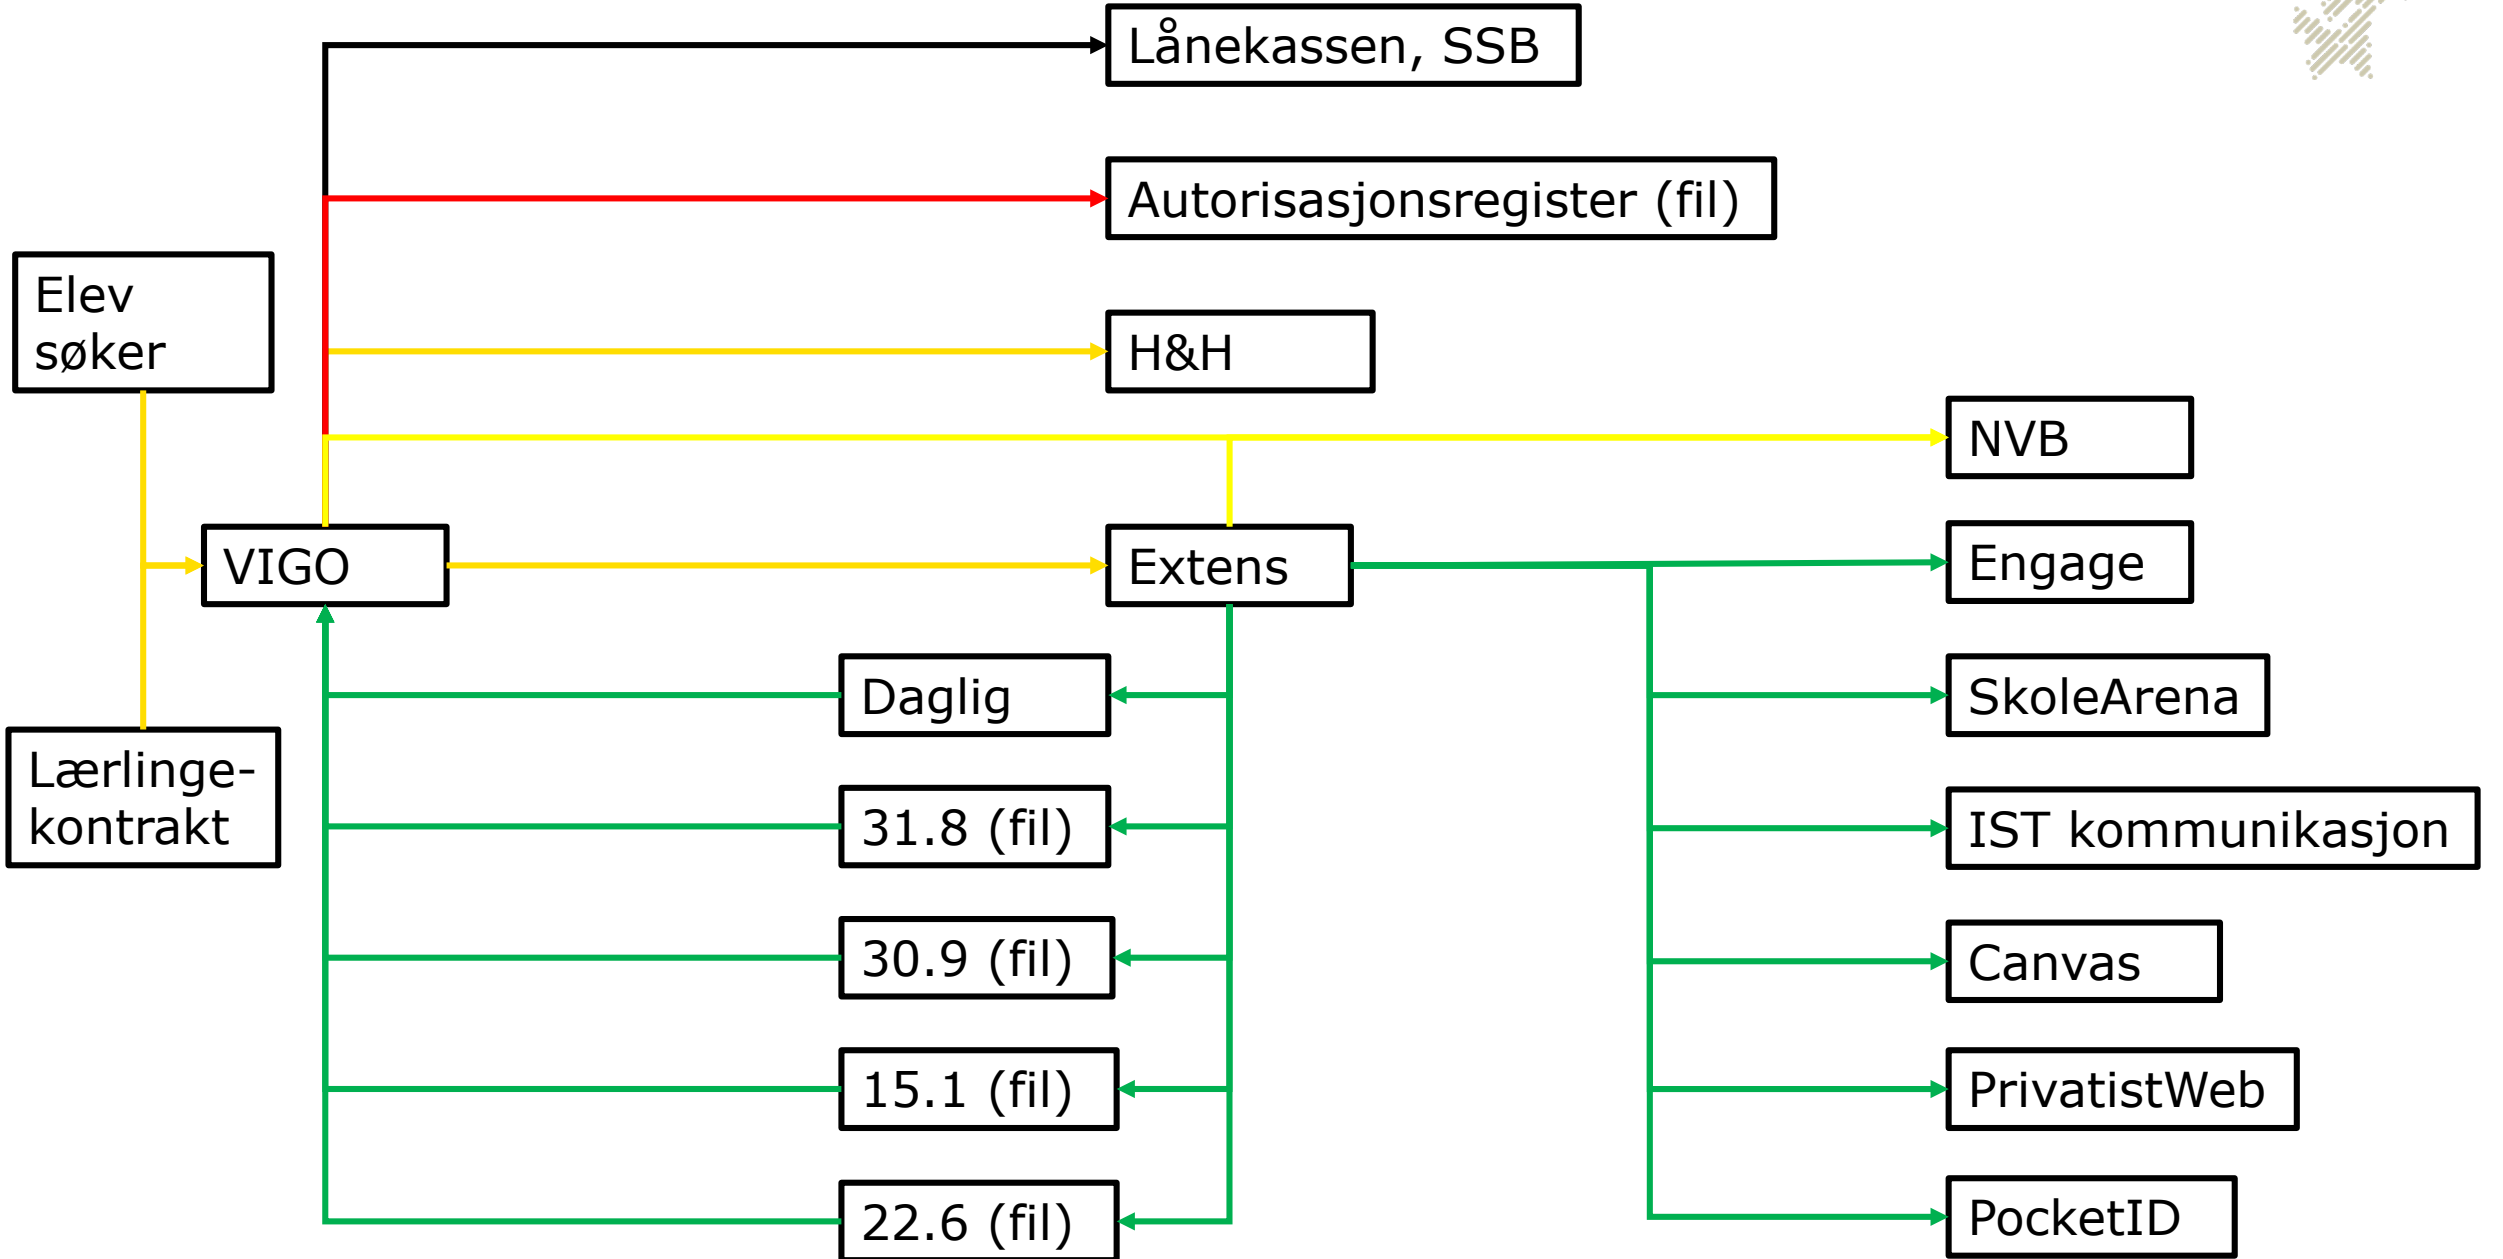 Lånekassen, SSB
Autorisasjonsregister (fil)
Elev
søker
H&H
NVB
VIGO
Extens
Engage
Daglig
SkoleArena
Lærlinge-
kontrakt
31.8 (fil)
IST kommunikasjon
30.9 (fil)
Canvas
15.1 (fil)
PrivatistWeb
22.6 (fil)
PocketID